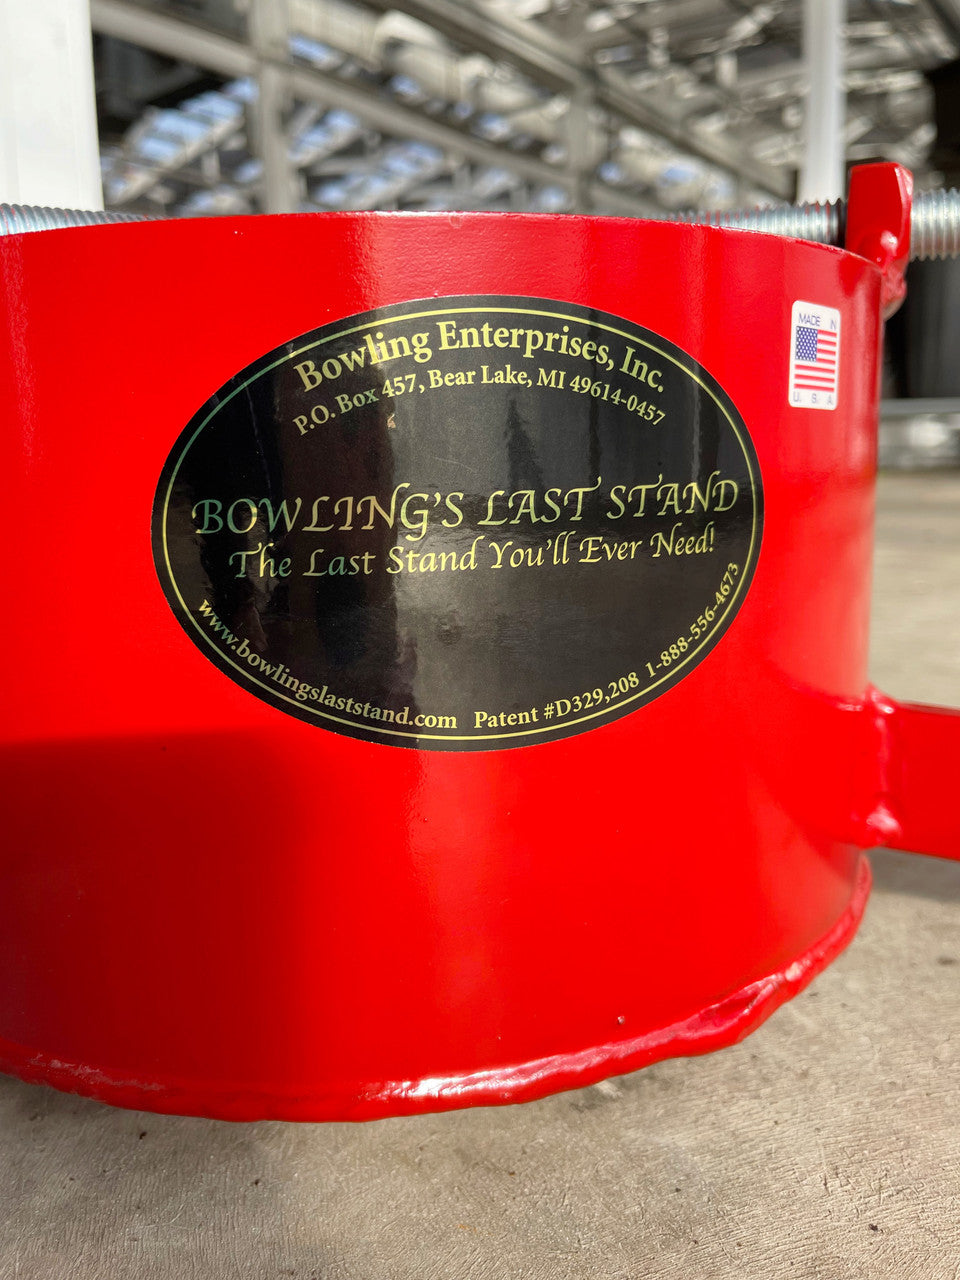 Bowling Enterprises, Inc.
P.O. Box 457, Bear Lake, MI 49614-0457
MADE IN
U. S. A.
BOWLING'S LAST STAND
The Last Stand You'll Ever Need!
www.bowlingslaststand.com Patent #D329,208 1-888-556-4673